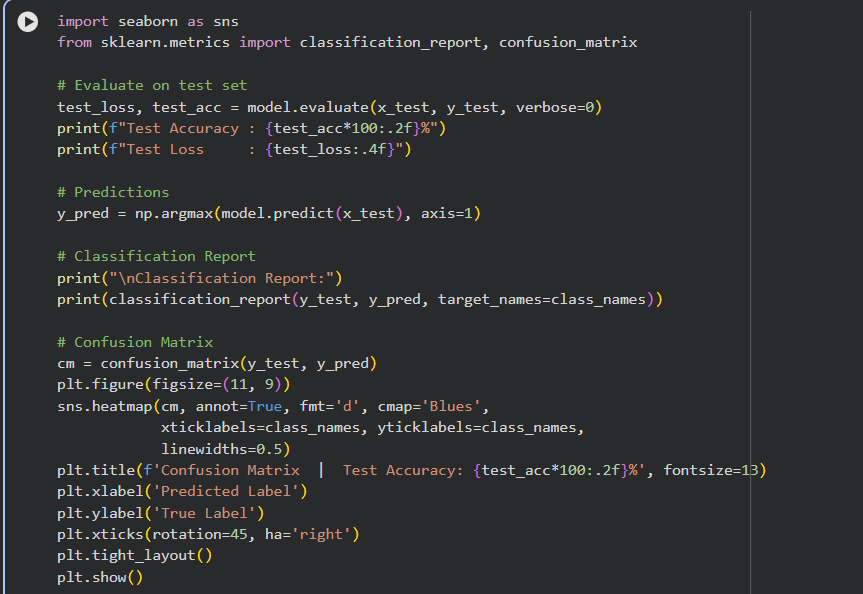 import seaborn as sns
from sklearn.metrics import classification_report, confusion_matrix

# Evaluate on test set
test_loss, test_acc = model.evaluate(x_test, y_test, verbose=0)
print(f"Test Accuracy : {test_acc*100:.2f}%")
print(f"Test Loss     : {test_loss:.4f}")

# Predictions
y_pred = np.argmax(model.predict(x_test), axis=1)

# Classification Report
print("\nClassification Report:")
print(classification_report(y_test, y_pred, target_names=class_names))

# Confusion Matrix
cm = confusion_matrix(y_test, y_pred)
plt.figure(figsize=(11, 9))
sns.heatmap(cm, annot=True, fmt='d', cmap='Blues',
            xticklabels=class_names, yticklabels=class_names,
            linewidths=0.5)
plt.title(f'Confusion Matrix  |  Test Accuracy: {test_acc*100:.2f}%', fontsize=13)
plt.xlabel('Predicted Label')
plt.ylabel('True Label')
plt.xticks(rotation=45, ha='right')
plt.tight_layout()
plt.show()